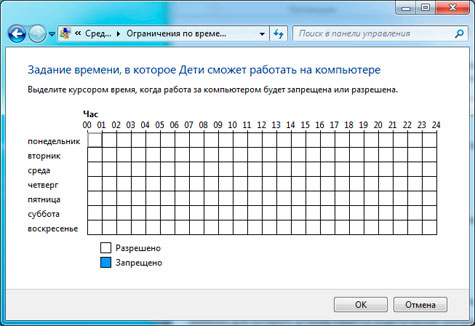 « Сред... ▸ Ограничения по време...
Поиск в панели управления
Задание времени, в которое Дети сможет работать на компьютере
Выделите курсором время, когда работа за компьютером будет запрещена или разрешена.
Час
00 01 02 03 04 05 06 07 08 09 10 11 12 13 14 15 16 17 18 19 20 21 22 23 24
понедельник
вторник
среда
четверг
пятница
суббота
воскресенье
Разрешено
Запрещено
ОК
Отмена